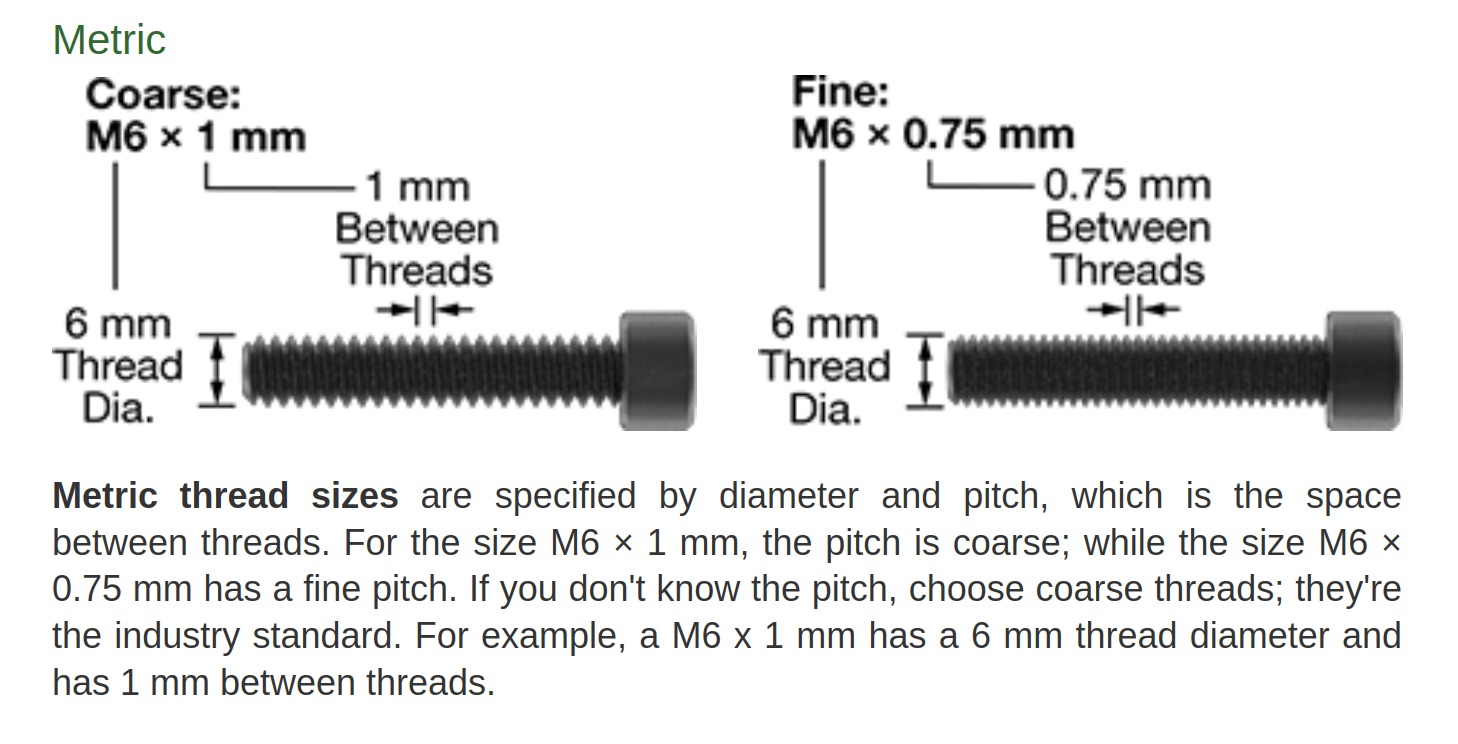 Metric
Coarse:
M6 × 1 mm
1 mm
Between
Threads
6 mm
Thread
Dia.
Fine:
M6 × 0.75 mm
0.75 mm
Between
Threads
6 mm
Thread
Dia.
Metric thread sizes are specified by diameter and pitch, which is the space
between threads. For the size M6 × 1 mm, the pitch is coarse; while the size M6 ×
0.75 mm has a fine pitch. If you don't know the pitch, choose coarse threads; they're
the industry standard. For example, a M6 x 1 mm has a 6 mm thread diameter and
has 1 mm between threads.